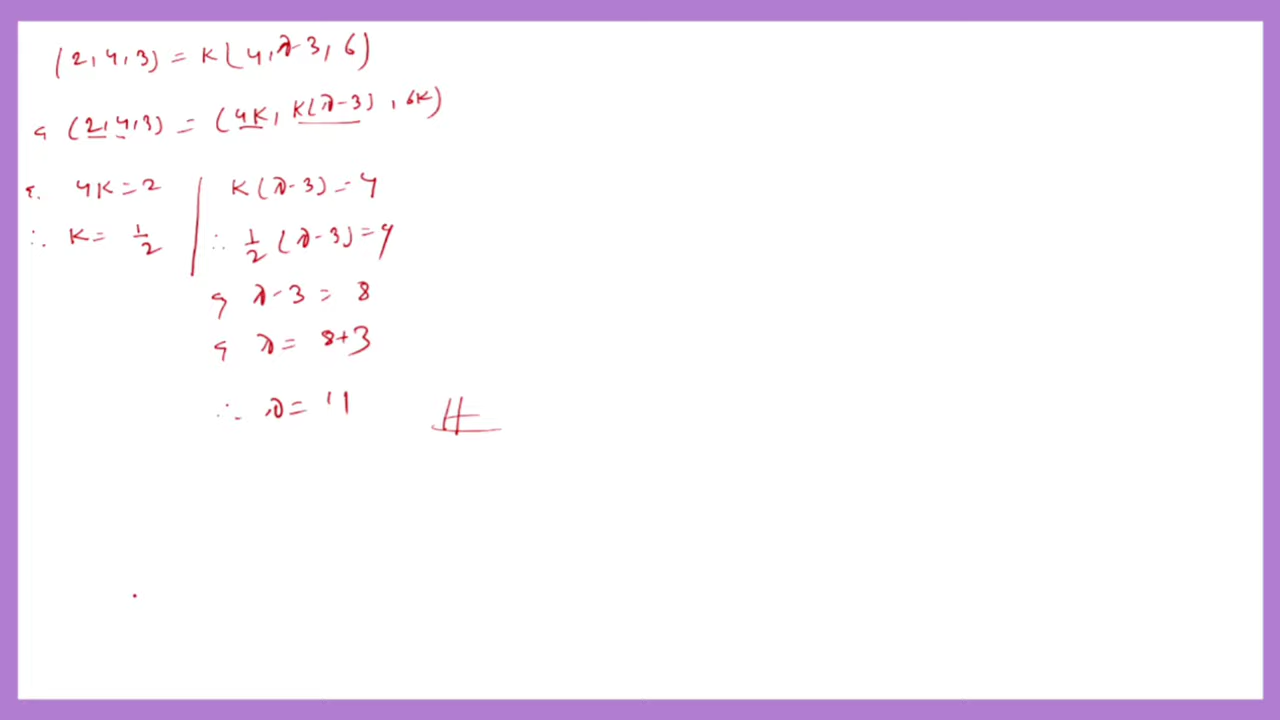 (2,4,3) = K(4,λ-3,6)
(2,4,3) = (4K, K(λ-3), 6K)
4K=2
∴ K= 1/2
K(λ-3)=4
∴ 1/2 (λ-3)=4
λ-3 = 8
λ= 8+3
∴ λ= 11